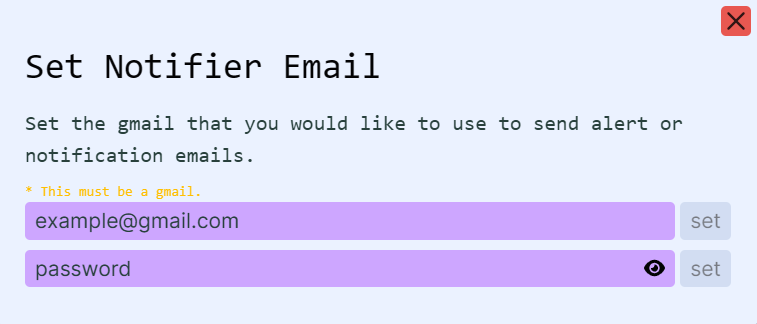 Set Notifier Email
Set the gmail that you would like to use to send alert or
notification emails.
* This must be a gmail.
example@gmail.com set
password set